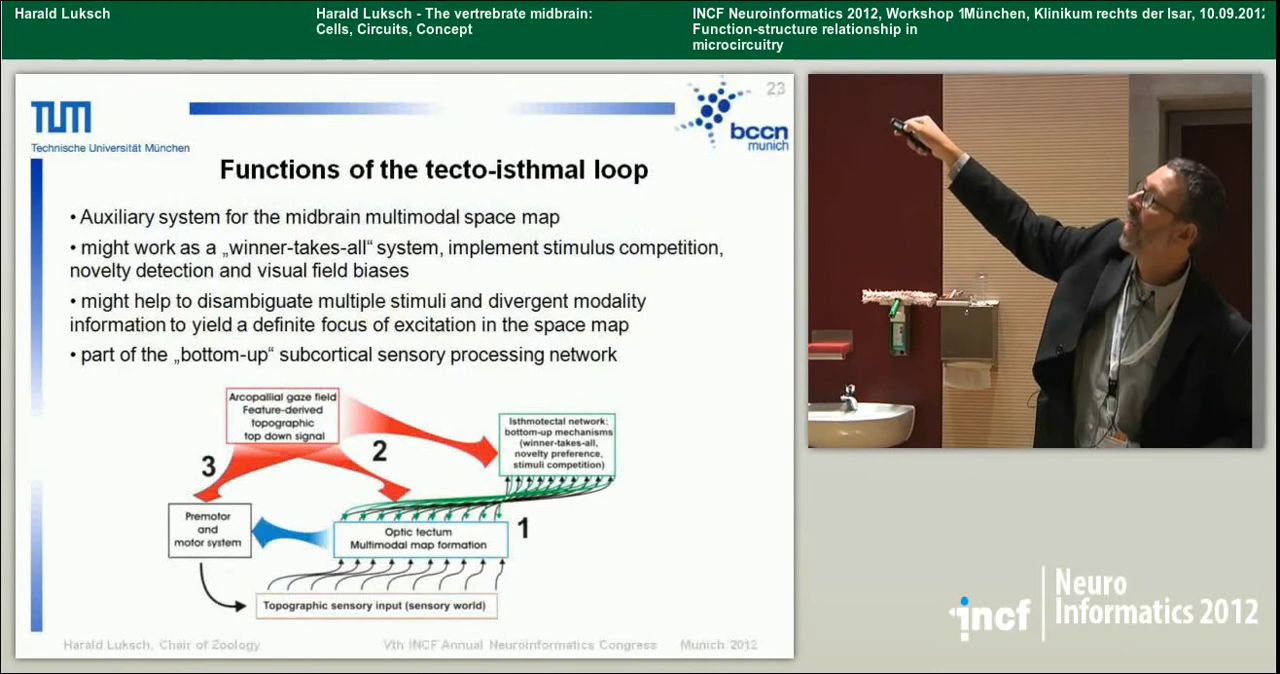 Harald Luksch
Harald Luksch - The vertrebrate midbrain:
Cells, Circuits, Concept
INCF Neuroinformatics 2012, Workshop 1München, Klinikum rechts der Isar, 10.09.2012
Function-structure relationship in
microcircuitry
23
TUM
Technische Universität München
bccn
munich
Functions of the tecto-isthmal loop
• Auxiliary system for the midbrain multimodal space map
• might work as a „winner-takes-all“ system, implement stimulus competition,
novelty detection and visual field biases
• might help to disambiguate multiple stimuli and divergent modality
information to yield a definite focus of excitation in the space map
• part of the „bottom-up“ subcortical sensory processing network
Arcopallial gaze field
Feature-derived
topographic
top down signal
Isthmotectal network:
bottom-up mechanisms
(winner-takes-all,
novelty preference,
stimuli competition)
2
3
Premotor
and
motor system
Optic tectum
Multimodal map formation
1
Topographic sensory input (sensory world)
Harald Luksch, Chair of Zoology
Vth INCF Annual Neuroinformatics Congress
Munich 2012
incf
Neuro
Informatics 2012